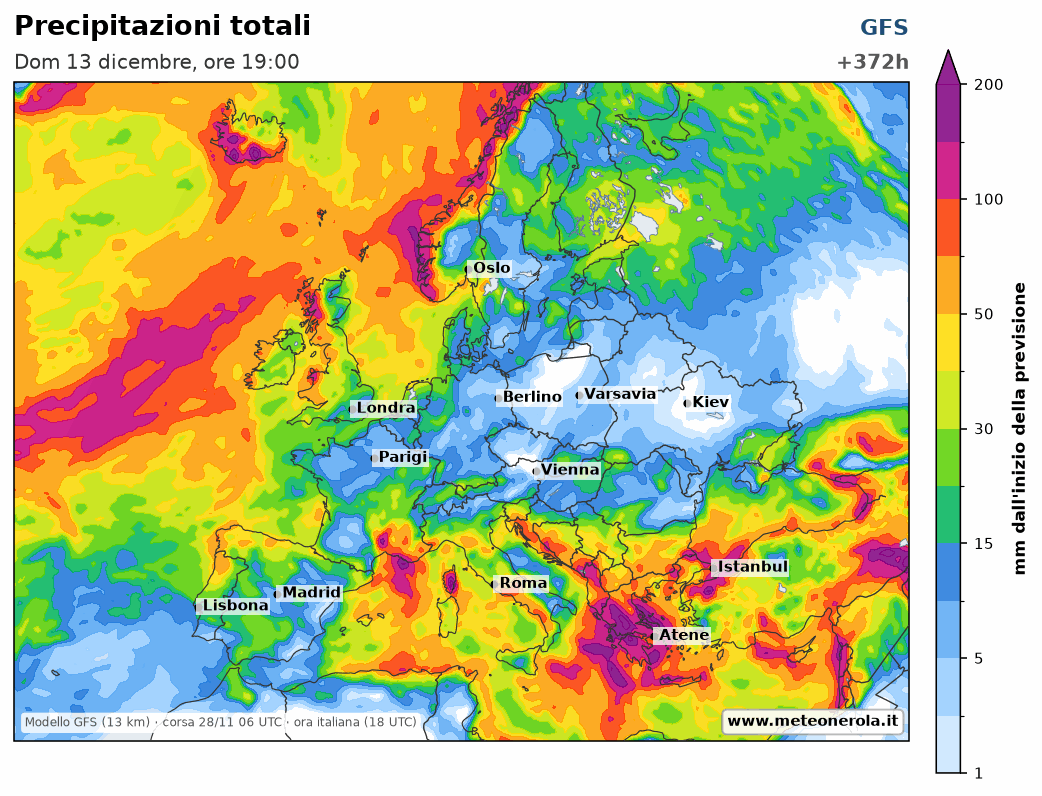 Precipitazioni totali
GFS
Dom 13 dicembre, ore 19:00
+372h
200
100
50
30
15
5
1
mm dall'inizio della previsione
Oslo
Berlino
Varsavia
Kiev
Londra
Parigi
Vienna
Istanbul
Roma
Madrid
Lisbona
Atene
Modello GFS (13 km) · corsa 28/11 06 UTC · ora italiana (18 UTC)
www.meteonerola.it